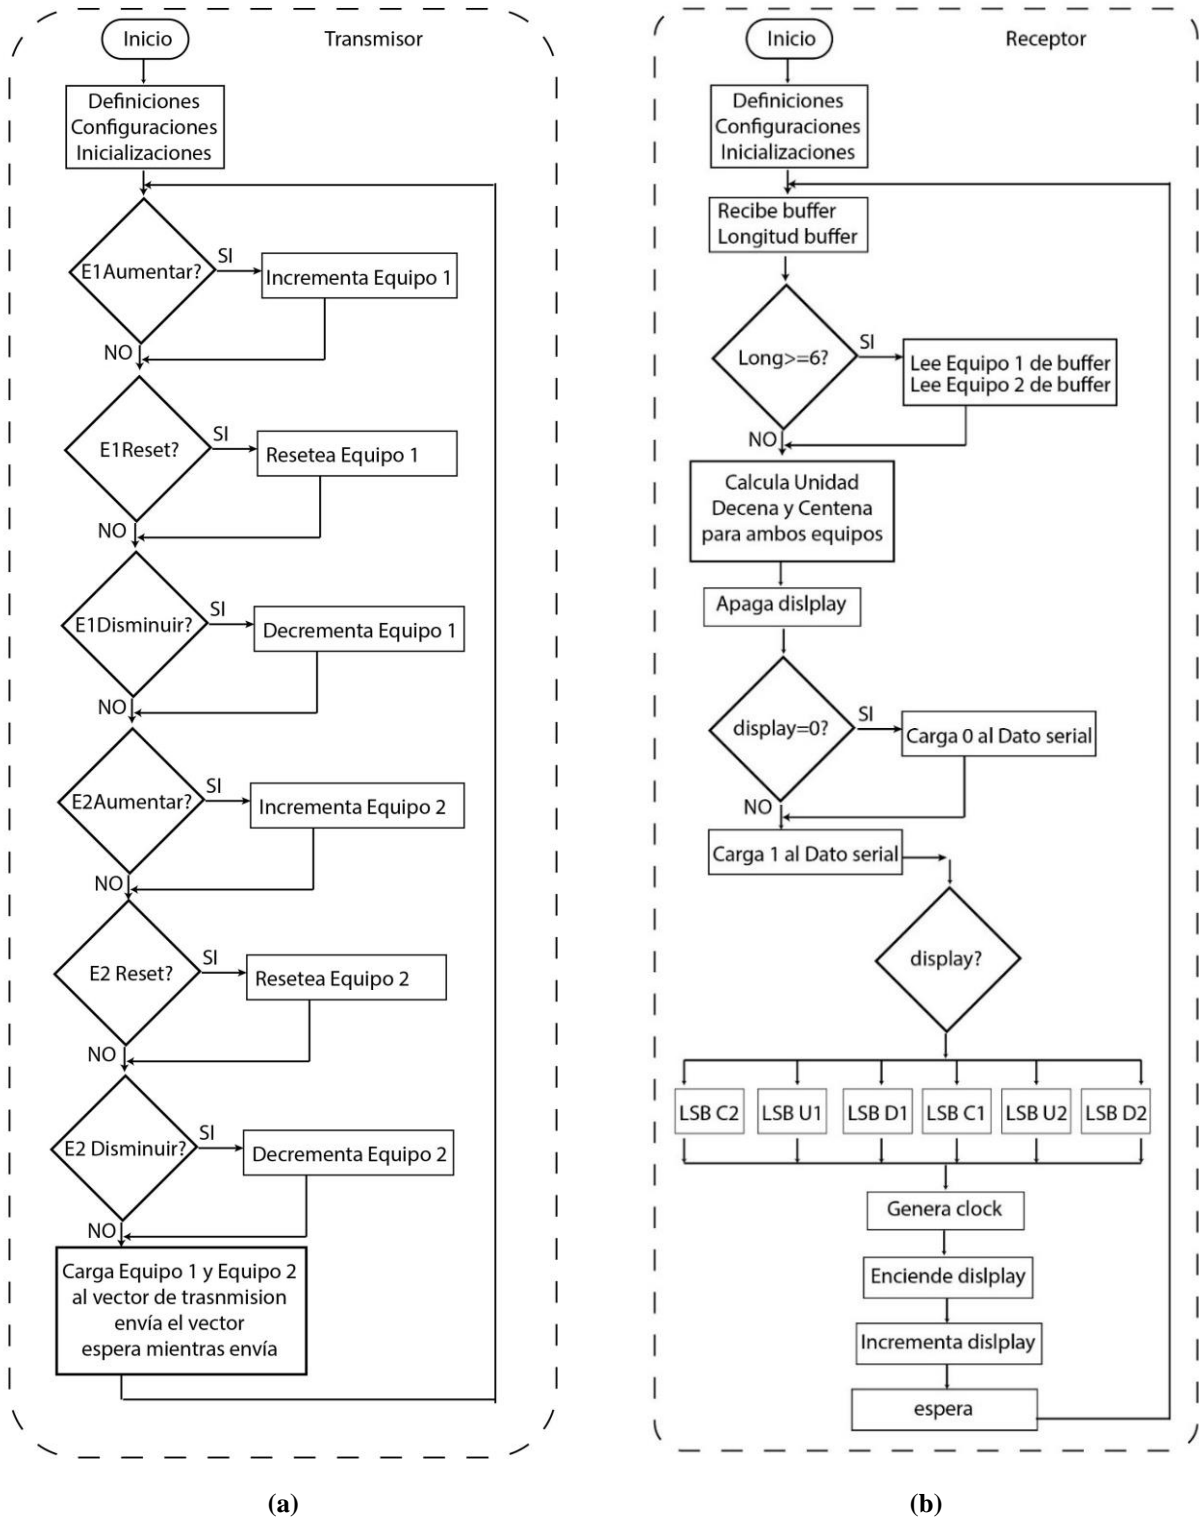 Inicio
Transmisor
Definiciones
Configuraciones
Inicializaciones
E1Aumentar?
SI
Incrementa Equipo 1
NO
E1Reset?
SI
Resetea Equipo 1
NO
E1Disminuir?
SI
Decrementa Equipo 1
NO
E2Aumentar?
SI
Incrementa Equipo 2
NO
E2 Reset?
SI
Resetea Equipo 2
NO
E2 Disminuir?
SI
Decrementa Equipo 2
NO
Carga Equipo 1 y Equipo 2
al vector de trasnmision
envía el vector
espera mientras envía
(a)
Inicio
Receptor
Definiciones
Configuraciones
Inicializaciones
Recibe buffer
Longitud buffer
Long>=6?
SI
Lee Equipo 1 de buffer
Lee Equipo 2 de buffer
NO
Calcula Unidad
Decena y Centena
para ambos equipos
Apaga dislplay
display=0?
SI
Carga 0 al Dato serial
NO
Carga 1 al Dato serial
display?
LSB C2
LSB U1
LSB D1
LSB C1
LSB U2
LSB D2
Genera clock
Enciende dislplay
Incrementa dislplay
espera
(b)